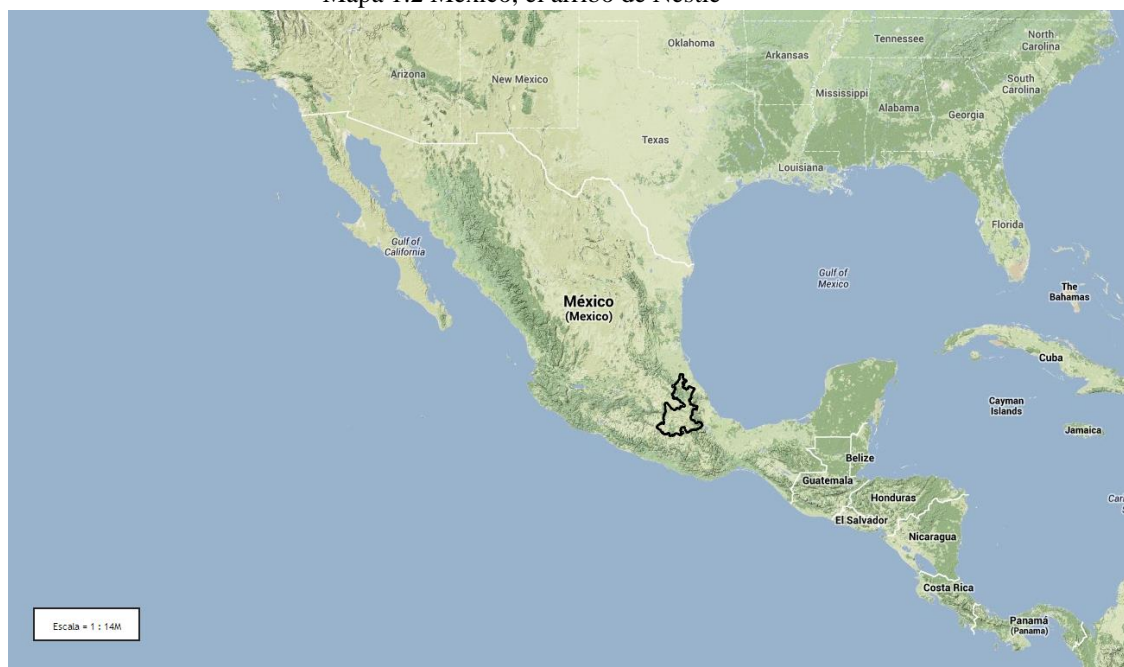 Mapa 1.2 México, el arribo de Nestlé
Oklahoma
Tennessee
North
Carolina
Arkansas
Arizona
New Mexico
South
Carolina
Mississippi
Alabama
Georgia
Texas
Louisiana
Florida
Gulf of
California
Gulf of
Mexico
The
Bahamas
México
(Mexico)
Cuba
Cayman
Islands
Jamaica
Belize
Guatemala
Honduras
El Salvador
Nicaragua
Costa Rica
Panamá
(Panama)
Escala = 1 : 14M